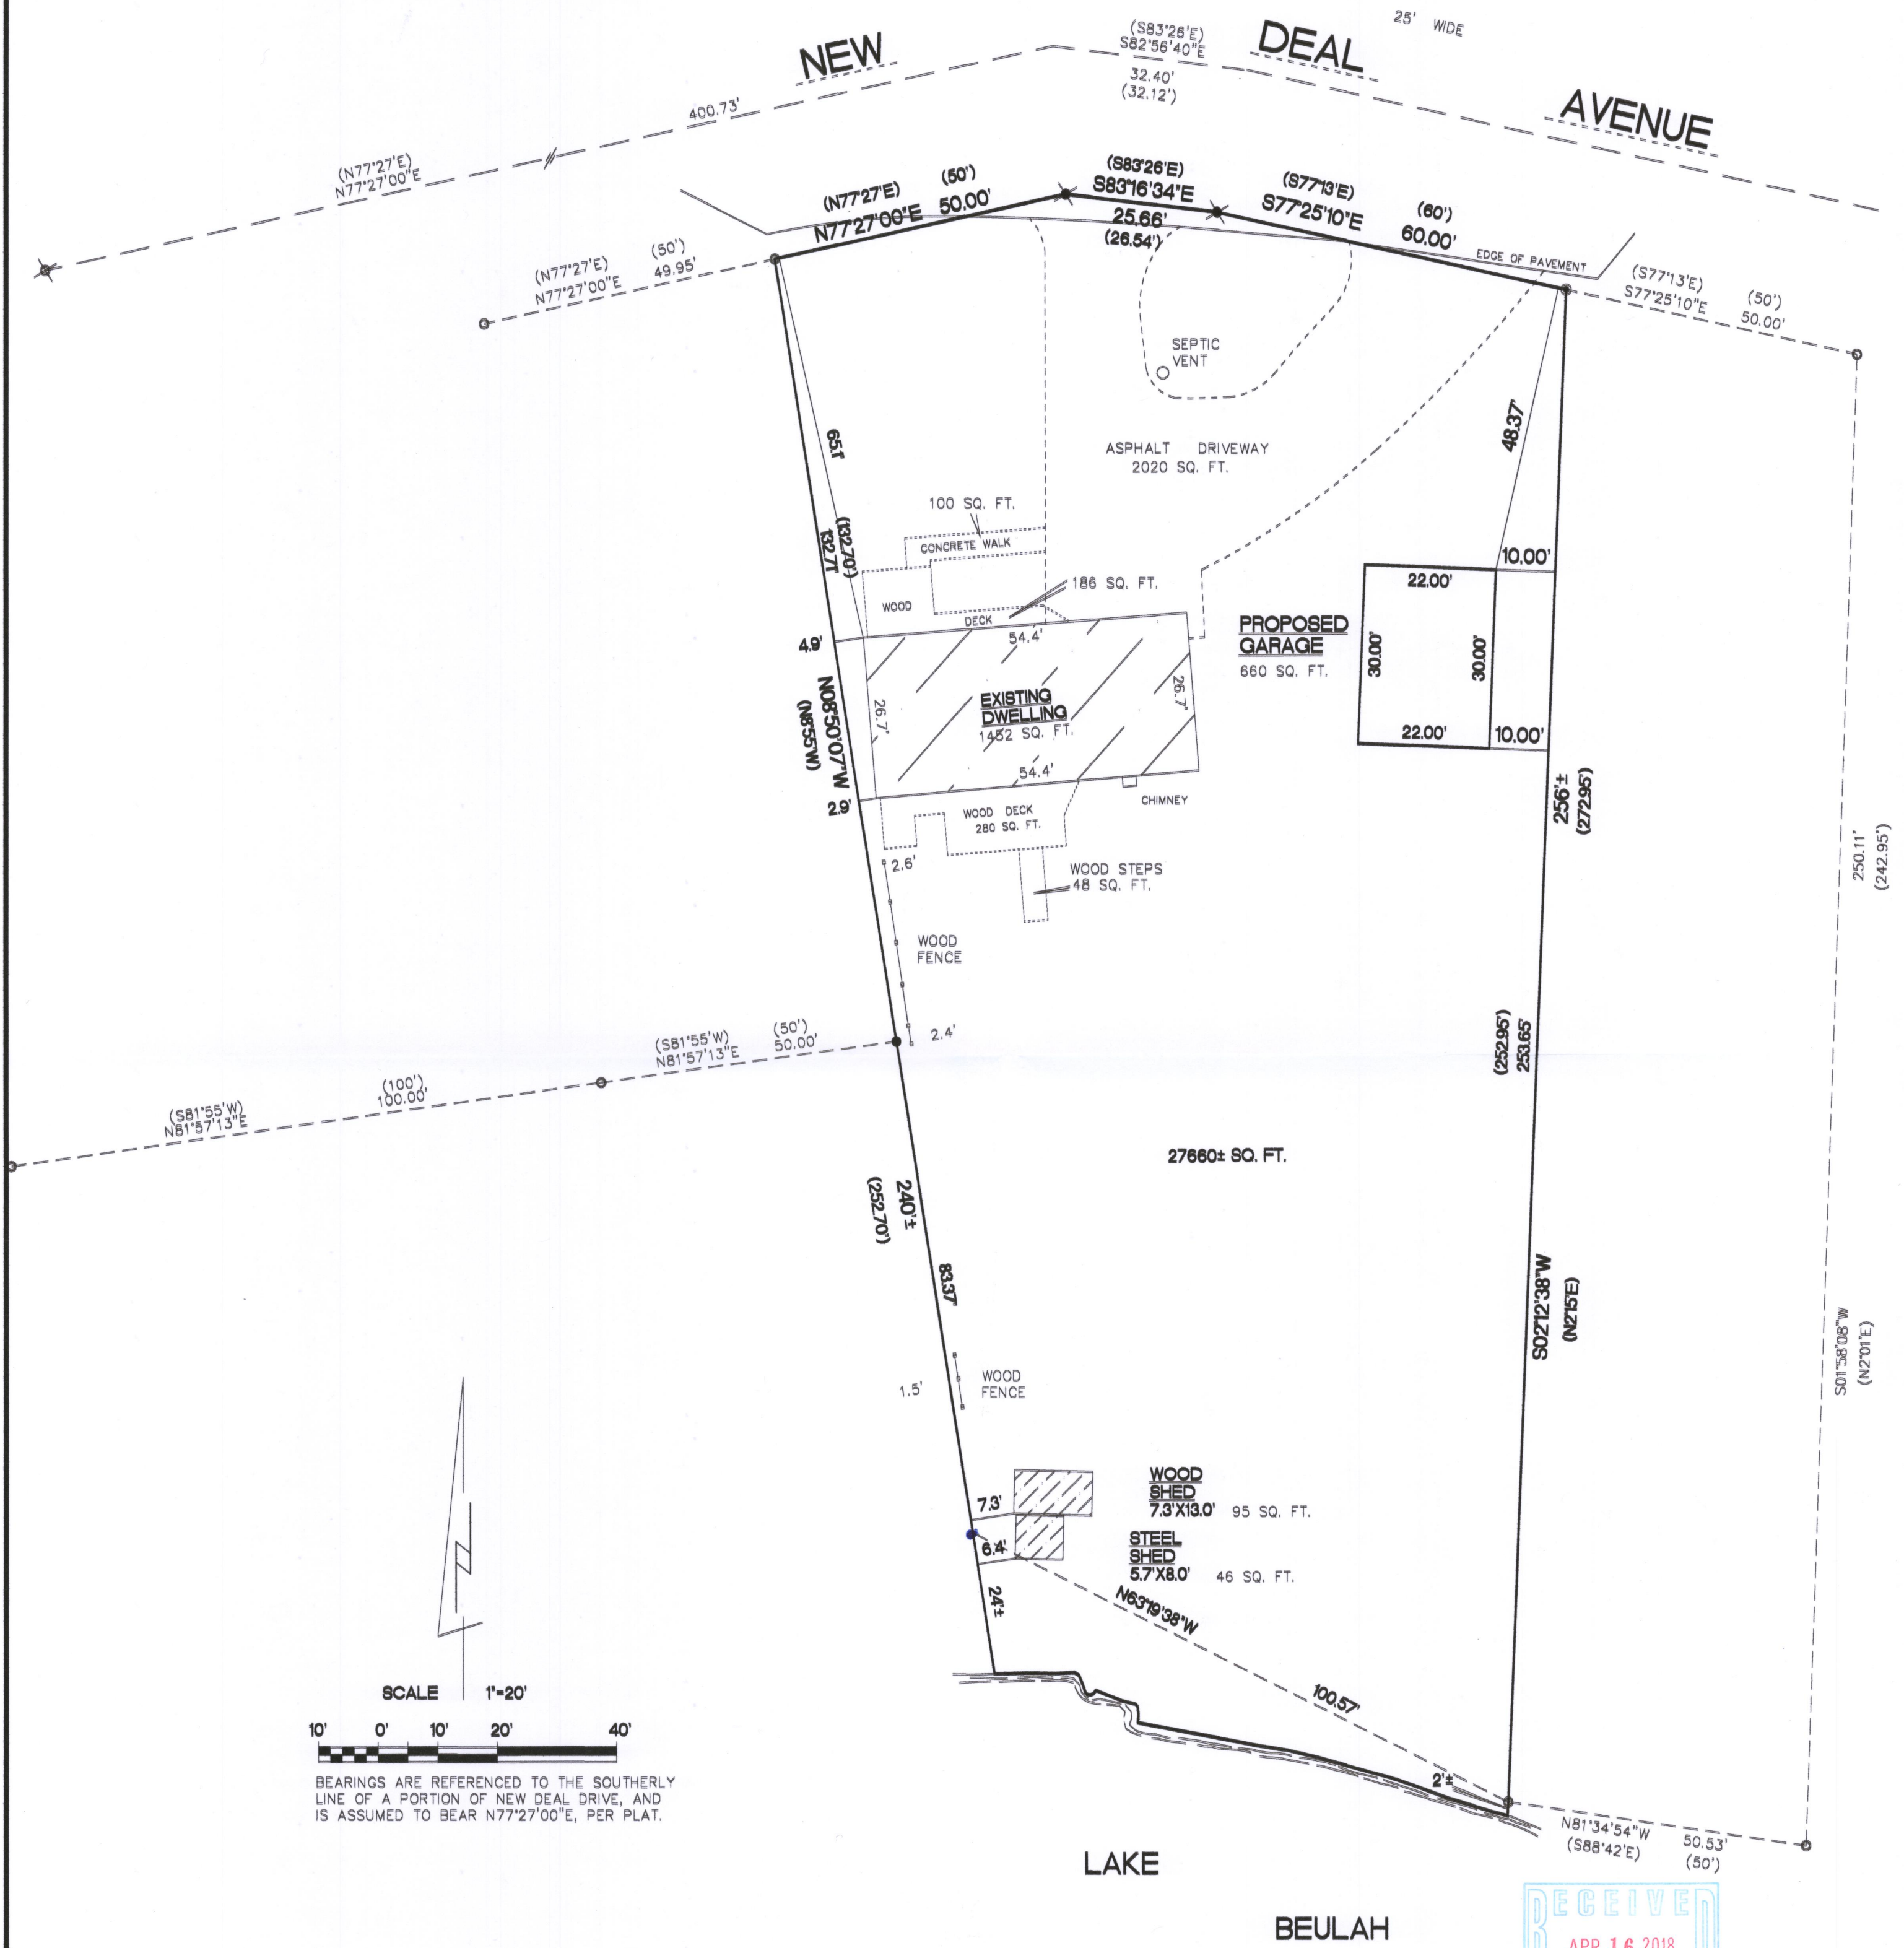 25' WIDE
NEW DEAL AVENUE
(S83°26'E)
S82°56'40"E
32.40'
(32.12')
400.73'
(N77°27'E)
N77°27'00"E
(N77°27'E) (50')
N77°27'00"E 50.00'
(S83°26'E)
S83°16'34"E
25.66'
(26.54')
(S77°13'E) (60')
S77°25'10"E 60.00'
EDGE OF PAVEMENT
(N77°27'E) (50')
N77°27'00"E 49.95'
(S77°13'E) (50')
S77°25'10"E 50.00'
SEPTIC
VENT
65.1'
48.37'
ASPHALT DRIVEWAY
2020 SQ. FT.
100 SQ. FT.
CONCRETE WALK
(132.70')
132.71'
186 SQ. FT.
WOOD
DECK
10.00'
22.00'
PROPOSED
GARAGE
660 SQ. FT.
30.00'
30.00'
22.00'
10.00'
4.9'
54.4'
26.7'
26.7'
EXISTING
DWELLING
1452 SQ. FT.
54.4'
N08°50'07"W
(N8°55'W)
2.9'
CHIMNEY
WOOD DECK
280 SQ. FT.
256'±
(272.95')
250.11'
(242.95')
2.6'
WOOD STEPS
48 SQ. FT.
WOOD
FENCE
2.4'
(S81°55'W) (50')
N81°57'13"E 50.00'
(252.95')
253.65'
(S81°55'W) (100')
N81°57'13"E 100.00'
27660± SQ. FT.
240'±
(252.70')
83.37'
S02°12'38"W
(N2°15'E)
S01°58'08"W
(N2°01'E)
WOOD
FENCE
1.5'
WOOD
SHED
7.3'X13.0' 95 SQ. FT.
7.3'
STEEL
SHED
5.7'X8.0' 46 SQ. FT.
6.4'
24'±
N63°19'38"W
100.57'
2'±
N81°34'54"W 50.53'
(S88°42'E) (50')
SCALE 1"=20'
10' 0' 10' 20' 40'
BEARINGS ARE REFERENCED TO THE SOUTHERLY
LINE OF A PORTION OF NEW DEAL DRIVE, AND
IS ASSUMED TO BEAR N77°27'00"E, PER PLAT.
LAKE
BEULAH
RECEIVED
APR 16 2018